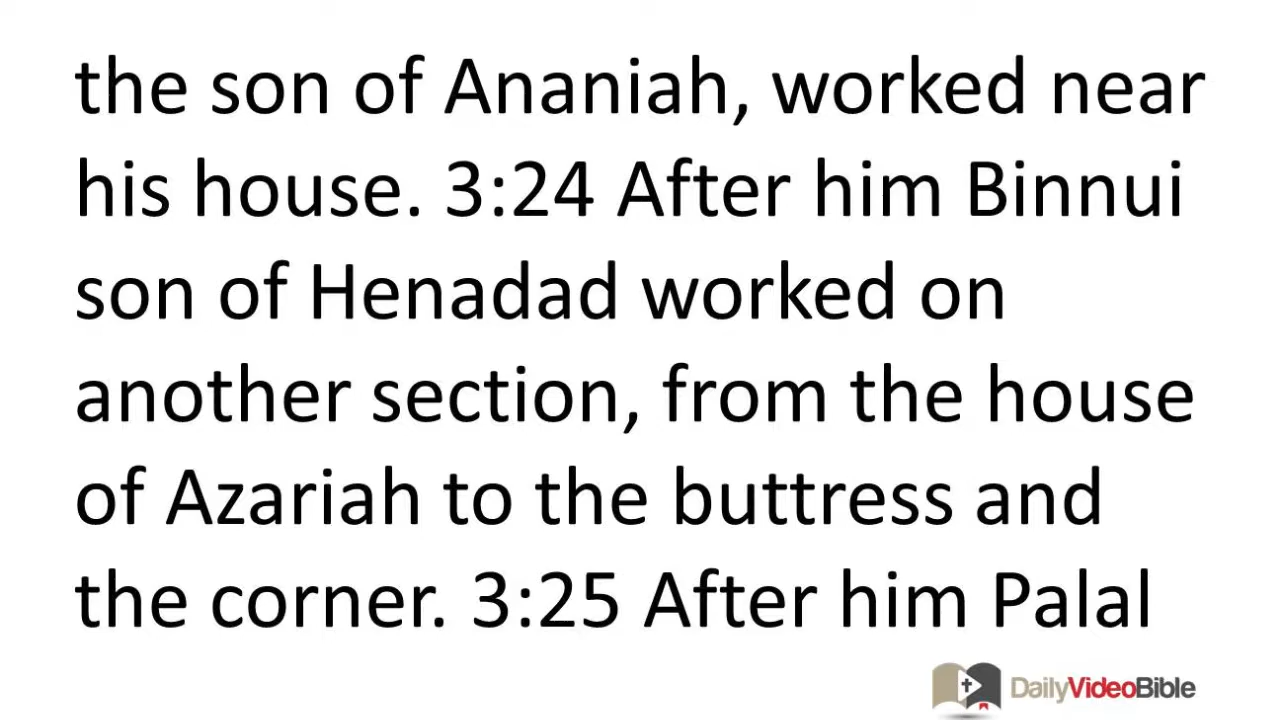 the son of Ananiah, worked near
his house. 3:24 After him Binnui
son of Henadad worked on
another section, from the house
of Azariah to the buttress and
the corner. 3:25 After him Palal
DailyVideoBible